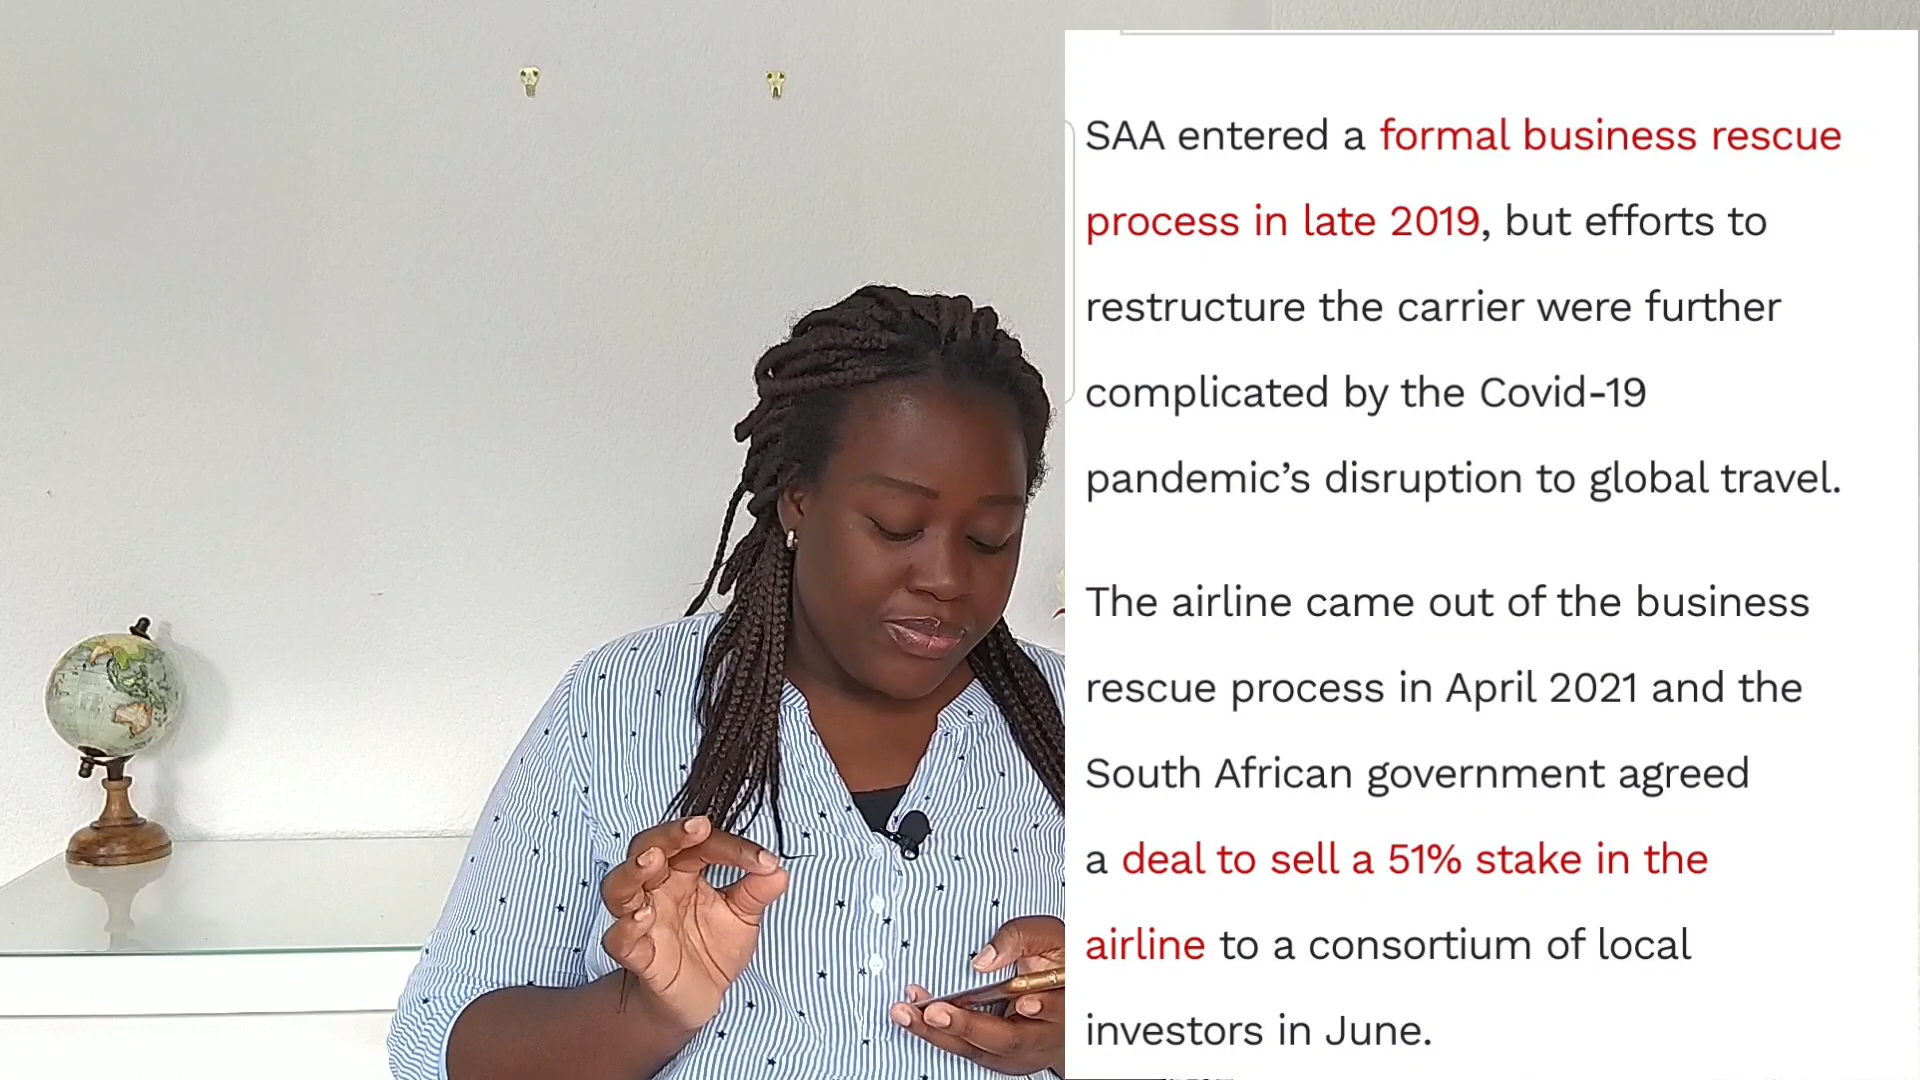 SAA entered a formal business rescue
process in late 2019, but efforts to
restructure the carrier were further
complicated by the Covid-19
pandemic’s disruption to global travel.
The airline came out of the business
rescue process in April 2021 and the
South African government agreed
a deal to sell a 51% stake in the
airline to a consortium of local
investors in June.